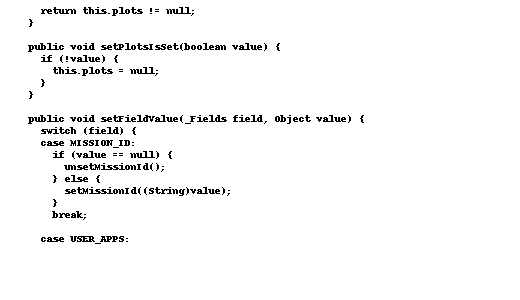 return this.plots != null;
}
public void setPlotsIsSet(boolean value) {
if (!value) {
this.plots = null;
}
}
public void setFieldValue(_Fields field, Object value) {
switch (field) {
case MISSION_ID:
if (value == null) {
unsetMissionId();
} else {
setMissionId((String)value);
}
break;
case USER_APPS: